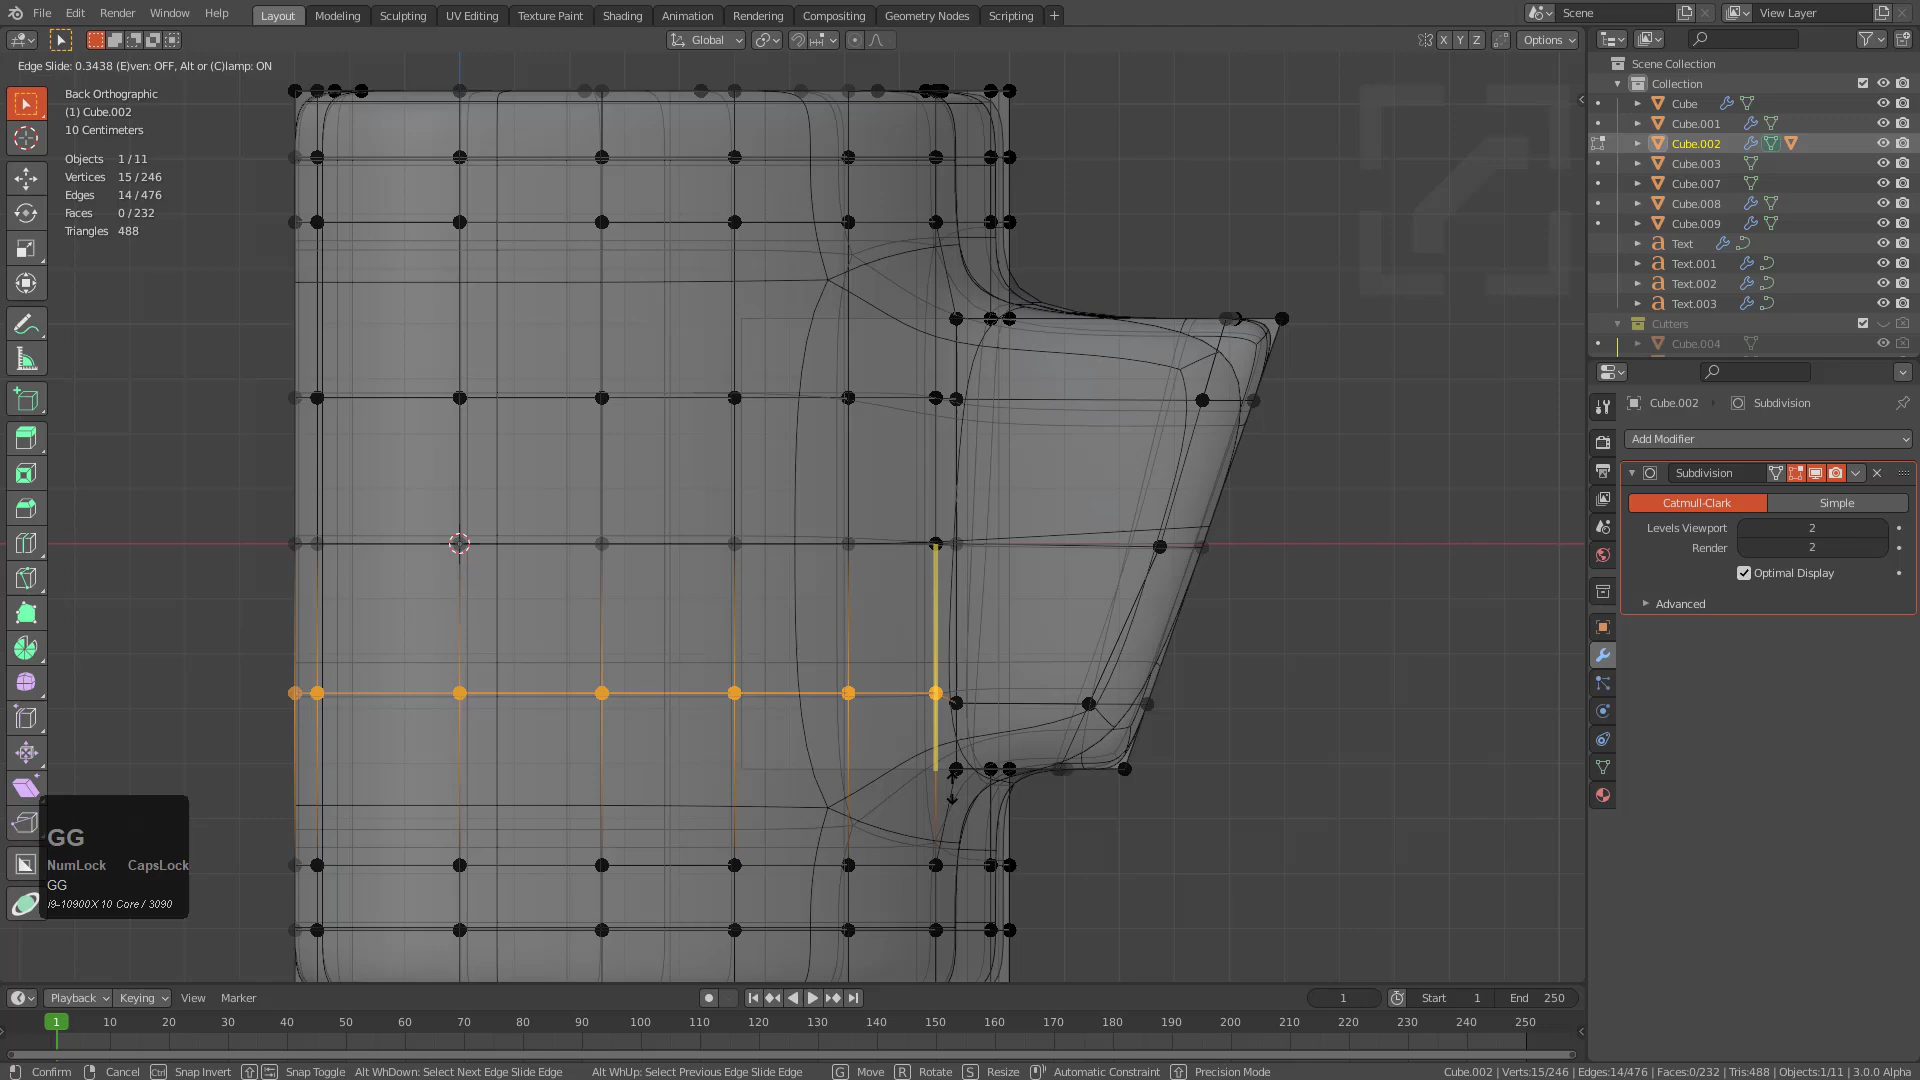 File Edit Render Window Help Layout Modeling Sculpting UV Editing Texture Paint Shading Animation Rendering Compositing Geometry Nodes Scripting + Scene View Layer
Global X Y Z Options
Edge Slide: 0.3438 (E)ven: OFF, Alt or (C)lamp: ON
Back Orthographic
(1) Cube.002
10 Centimeters
Objects 1 / 11
Vertices 15 / 246
Edges 14 / 476
Faces 0 / 232
Triangles 488
Scene Collection
Collection
Cube
Cube.001
Cube.002
Cube.003
Cube.007
Cube.008
Cube.009
Text
Text.001
Text.002
Text.003
Cutters
Cube.004
Cube.002 Subdivision
Add Modifier
Subdivision
Catmull-Clark Simple
Levels Viewport 2
Render 2
Optimal Display
Advanced
GG
NumLock CapsLock
GG
i9-10900X 10 Core / 3090
Playback Keying View Marker 1 Start 1 End 250
1 10 20 30 40 50 60 70 80 90 100 110 120 130 140 150 160 170 180 190 200 210 220 230 240 250
Confirm Cancel Ctrl Snap Invert Snap Toggle Alt WhDown: Select Next Edge Slide Edge Alt WhUp: Select Previous Edge Slide Edge G Move R Rotate S Resize Automatic Constraint Precision Mode Cube.002 | Verts:15/246 | Edges:14/476 | Faces:0/232 | Tris:488 | Objects:1/11 | 3.0.0 Alpha